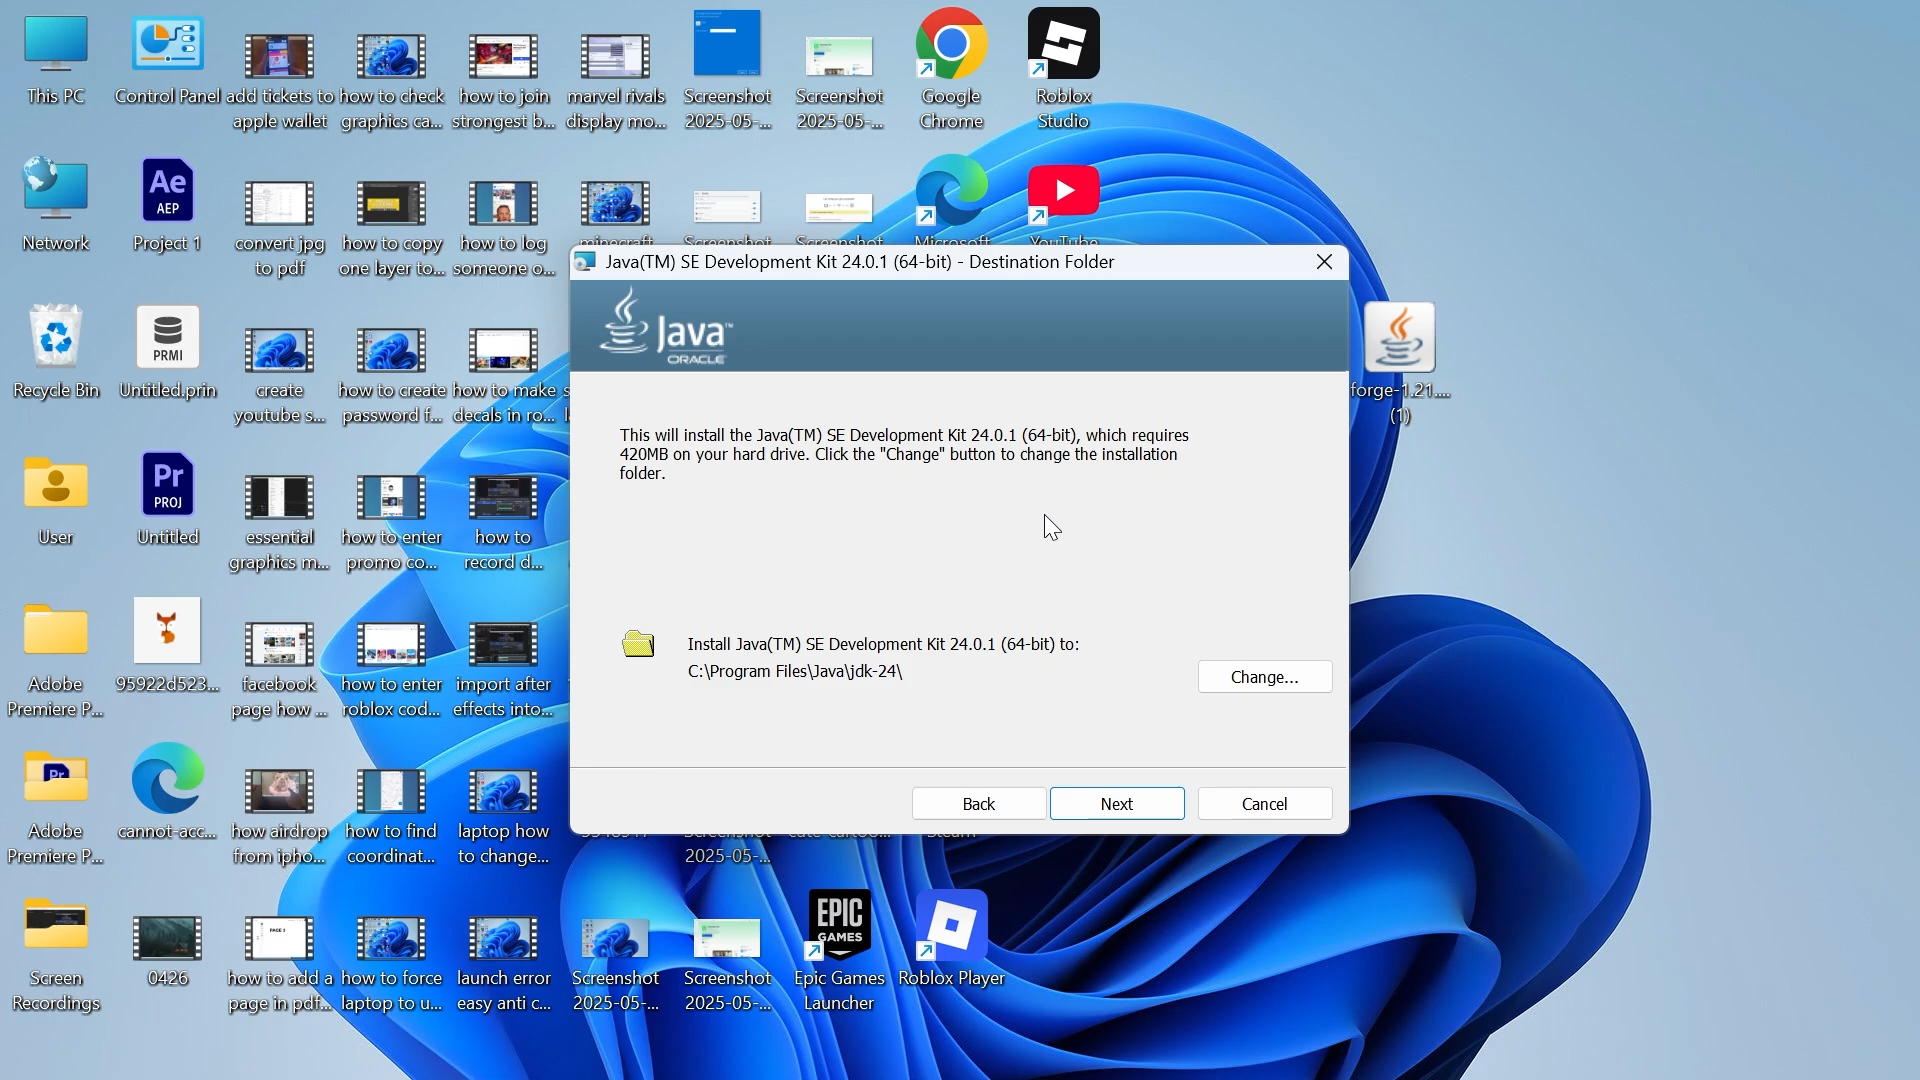 This PC
Control Panel
add tickets to
apple wallet
how to check
graphics ca...
how to join
strongest b...
marvel rivals
display mo...
Screenshot
2025-05-...
Screenshot
2025-05-...
Google
Chrome
Roblox
Studio
Network
Ae
AEP
Project 1
convert jpg
to pdf
how to copy
one layer to...
how to log
someone o...
minecraft
Screenshot
Screenshot
Microsoft
YouTube
Java(TM) SE Development Kit 24.0.1 (64-bit) - Destination Folder
Java™
ORACLE
Recycle Bin
PRMI
Untitled.prin
create
youtube s...
how to create
password f...
how to make
decals in ro...
forge-1.21....
(1)
This will install the Java(TM) SE Development Kit 24.0.1 (64-bit), which requires
420MB on your hard drive. Click the "Change" button to change the installation
folder.
User
Pr
PROJ
Untitled
essential
graphics m...
how to enter
promo co...
how to
record d...
Install Java(TM) SE Development Kit 24.0.1 (64-bit) to:
C:\Program Files\Java\jdk-24\
Change...
Adobe
Premiere P...
95922d523...
facebook
page how ...
how to enter
roblox cod...
import after
effects into...
Back
Next
Cancel
Pr
Adobe
Premiere P...
cannot-acc...
how airdrop
from ipho...
how to find
coordinat...
laptop how
to change...
Screenshot
2025-05-...
Steam
Screen
Recordings
0426
PAGE
how to add a
page in pdf...
how to force
laptop to u...
launch error
easy anti c...
Screenshot
2025-05-...
Screenshot
2025-05-...
EPIC
GAMES
Epic Games
Launcher
Roblox Player